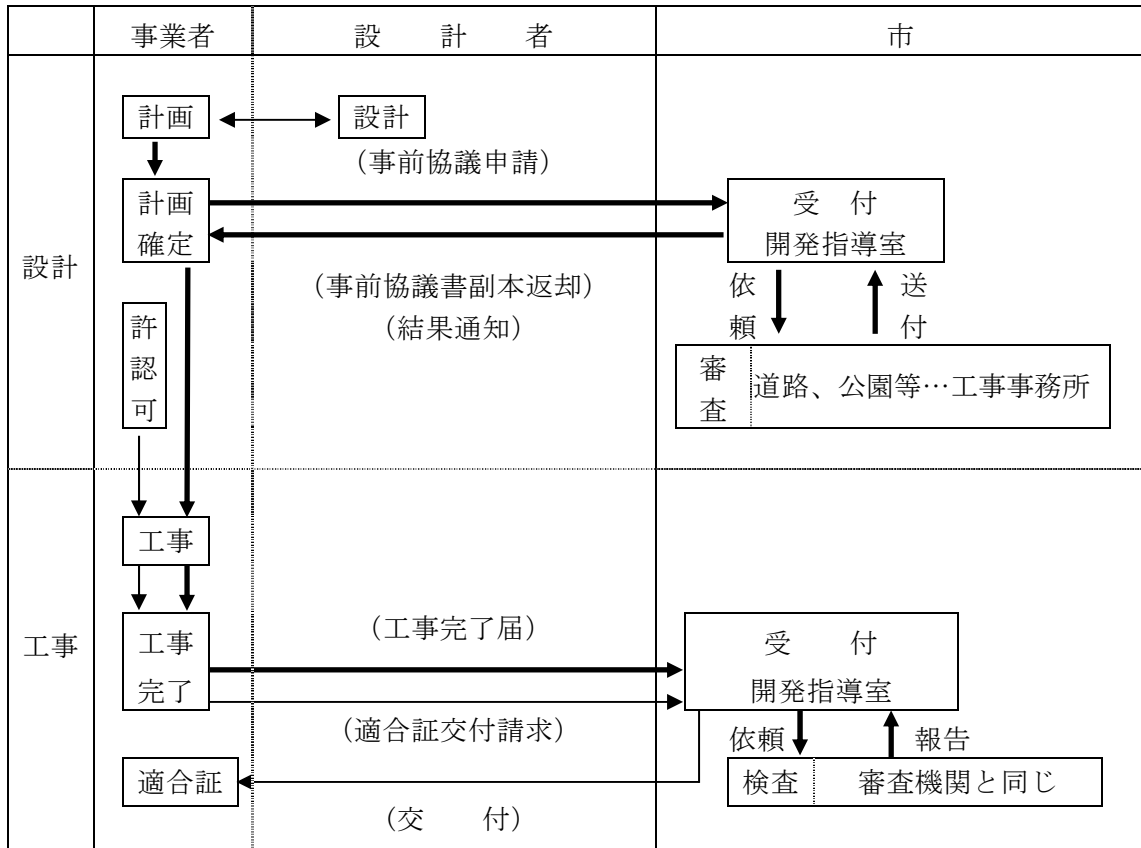 事業者
設計者
市
設計
計画
設計
(事前協議申請)
計画
確定
受付
開発指導室
(事前協議書副本返却)
(結果通知)
依頼
送付
許認可
審査
道路、公園等…工事事務所
工事
工事
工事
完了
(工事完了届)
受付
開発指導室
(適合証交付請求)
依頼
報告
適合証
検査
審査機関と同じ
(交付)